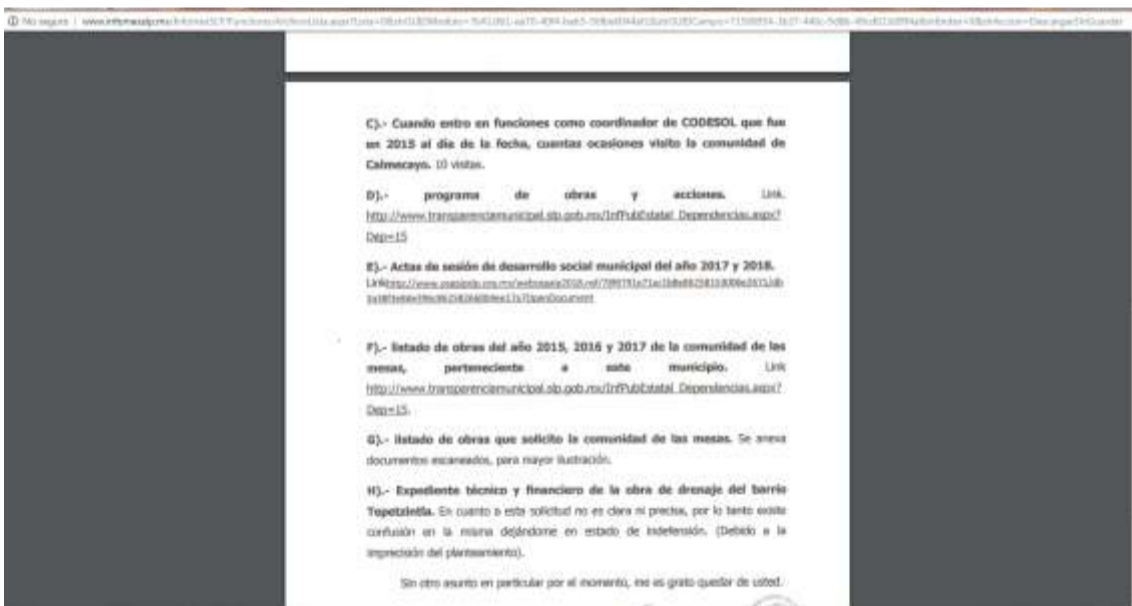 No seguro | www.infomexslp.mx
C).- Cuando entro en funciones como coordinador de CODESOL que fue
en 2015 al día de la fecha, cuantas ocasiones visito la comunidad de
Calmecayo. 10 visitas.
D).- programa de obras y acciones. Link.
http://www.transparenciamunicipal.slp.gob.mx/InfPubEstatal_Dependencias.aspx?
Dep=15
E).- Actas de sesión de desarrollo social municipal del año 2017 y 2018.
F).- listado de obras del año 2015, 2016 y 2017 de la comunidad de las
mesas, perteneciente a este municipio. Link
http://www.transparenciamunicipal.slp.gob.mx/InfPubEstatal_Dependencias.aspx?
Dep=15.
G).- listado de obras que solicito la comunidad de las mesas. Se anexa
documentos escaneados, para mayor ilustración.
H).- Expediente técnico y financiero de la obra de drenaje del barrio
Tepetzintla. En cuanto a esta solicitud no es clara ni precisa, por lo tanto existe
confusión en la misma dejándome en estado de indefensión. (Debido a la
imprecisión del planteamiento).
Sin otro asunto en particular por el momento, me es grato quedar de usted.